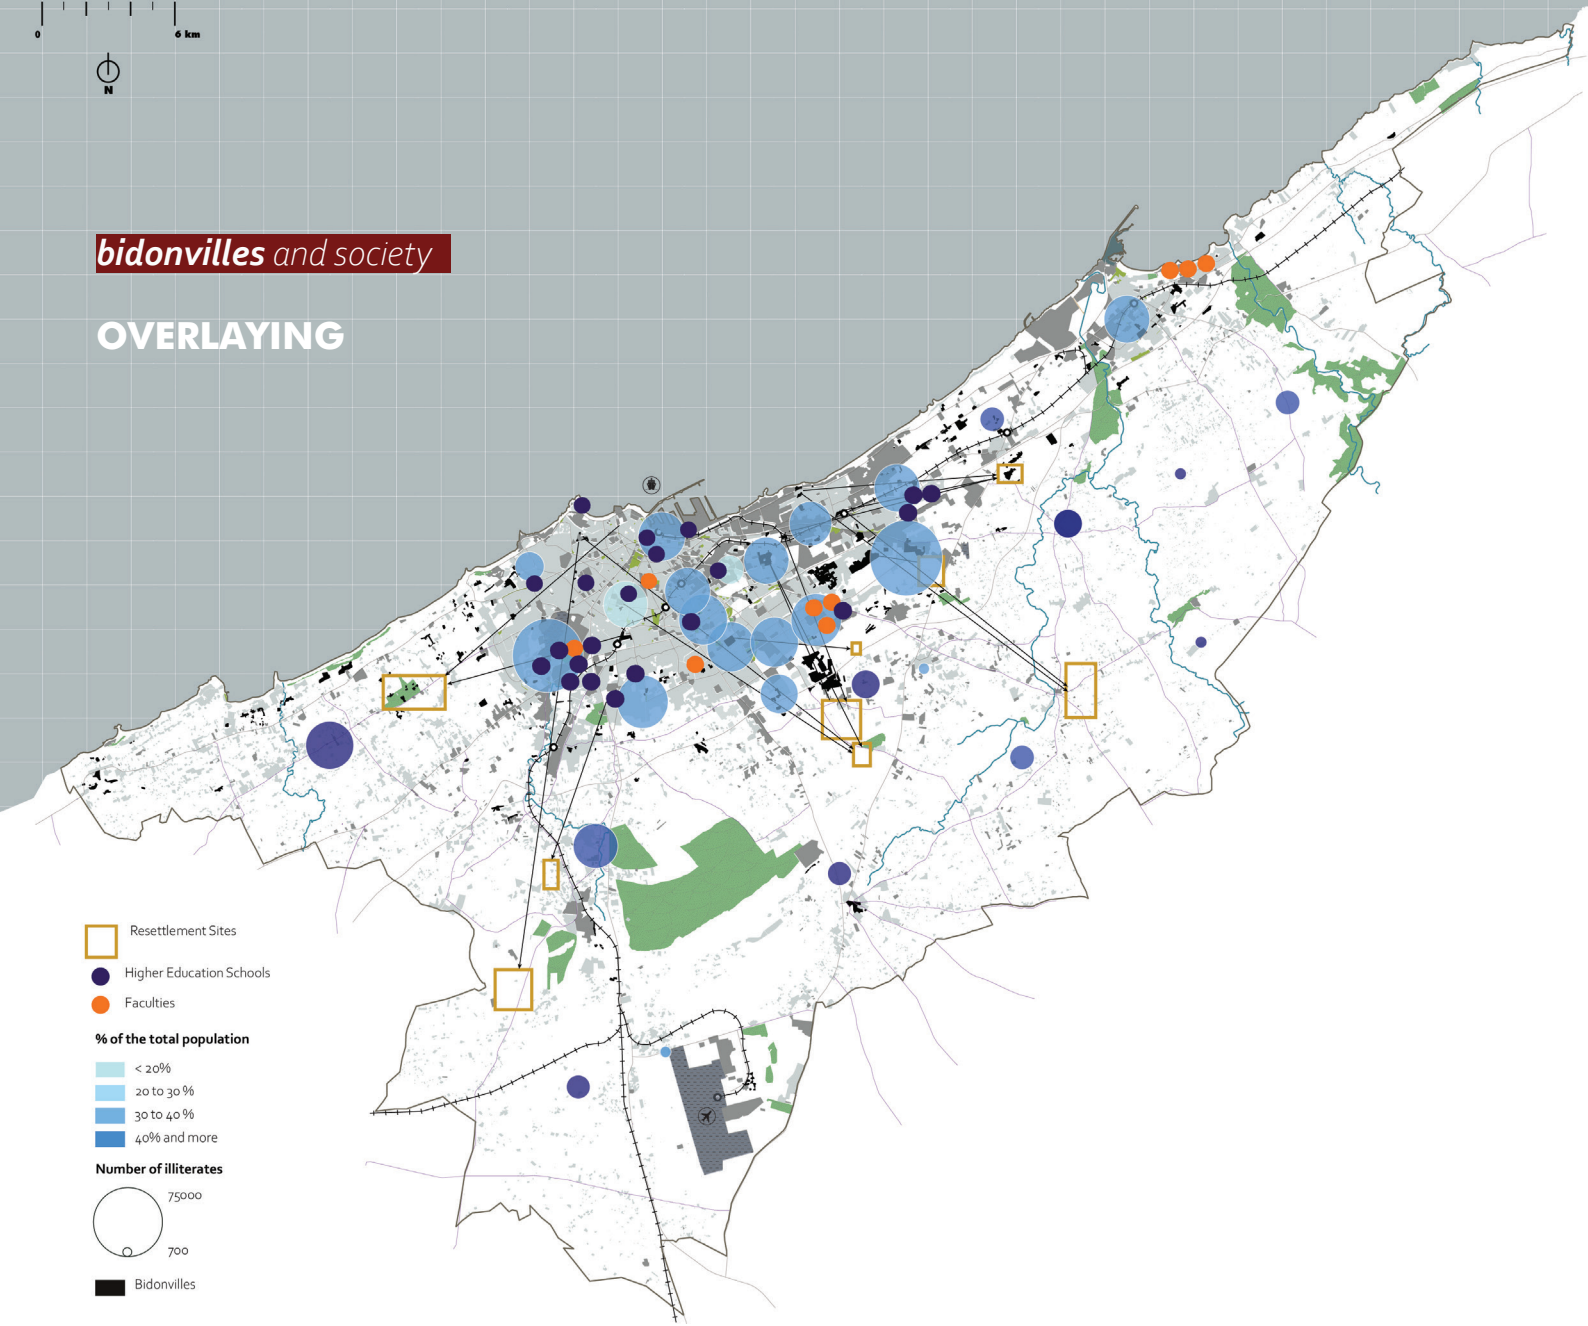 0 6 km
N
bidonvilles and society
OVERLAYING
Resettlement Sites
Higher Education Schools
Faculties
% of the total population
< 20%
20 to 30 %
30 to 40 %
40% and more
Number of illiterates
75000
700
Bidonvilles